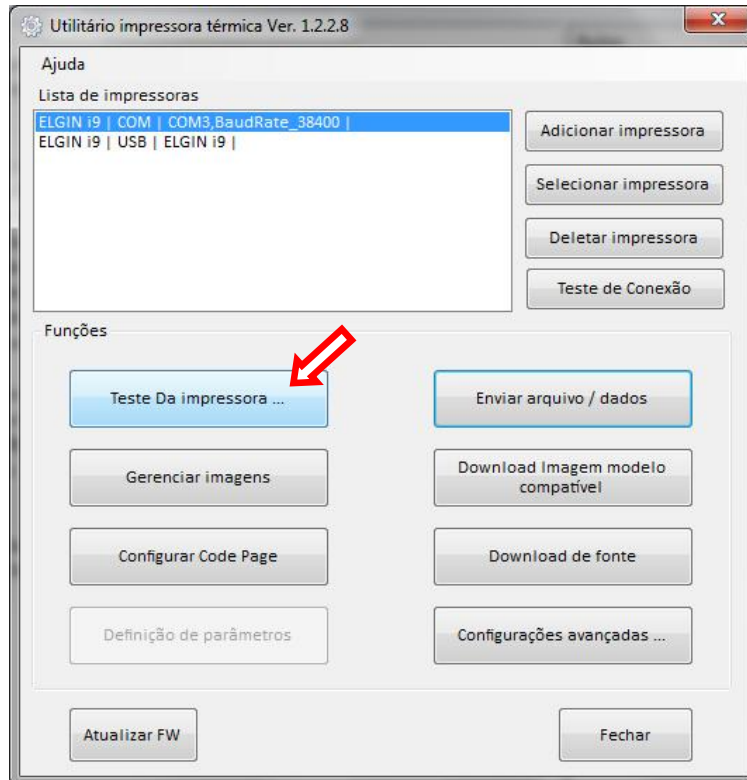 Utilitário impressora térmica Ver. 1.2.2.8
Ajuda
Lista de impressoras
ELGIN i9 | COM | COM3,BaudRate_38400 |
ELGIN i9 | USB | ELGIN i9 |
Adicionar impressora
Selecionar impressora
Deletar impressora
Teste de Conexão
Funções
Teste Da impressora ...
Enviar arquivo / dados
Gerenciar imagens
Download Imagem modelo
compatível
Configurar Code Page
Download de fonte
Definição de parâmetros
Configurações avançadas ...
Atualizar FW
Fechar